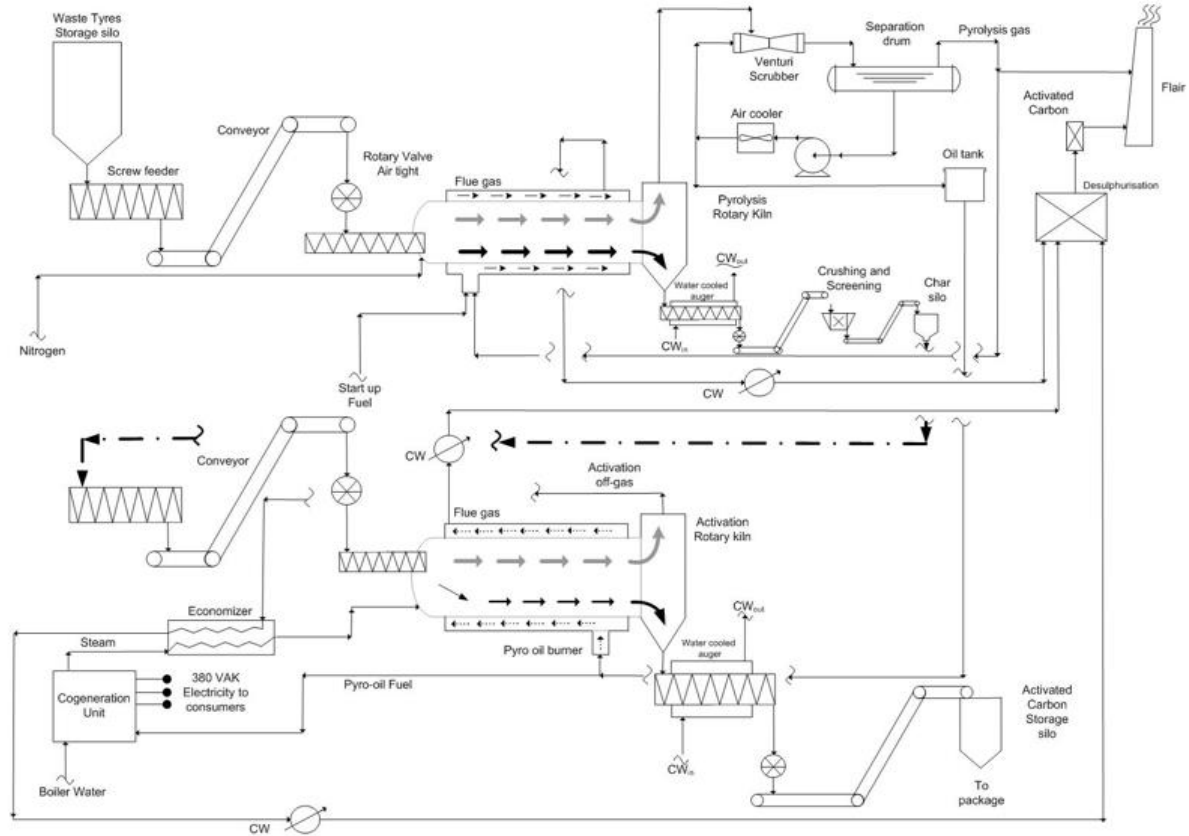 Waste Tyres
Storage silo
Screw feeder
Conveyor
Rotary Valve
Air tight
Flue gas
Venturi
Scrubber
Separation
drum
Pyrolysis gas
Flair
Activated
Carbon
Air cooler
Oil tank
Desulphurisation
Pyrolysis
Rotary Kiln
CWout
Water cooled
auger
CWin
Crushing and
Screening
Char
silo
Nitrogen
Start up
Fuel
CW
Conveyor
CW
Activation
off-gas
Flue gas
Activation
Rotary kiln
Economizer
Steam
Pyro oil burner
CWout
Water cooled
auger
380 VAK
Electricity to
consumers
Cogeneration
Unit
Pyro-oil Fuel
Activated
Carbon
Storage
silo
CWin
Boiler Water
To
package
CW